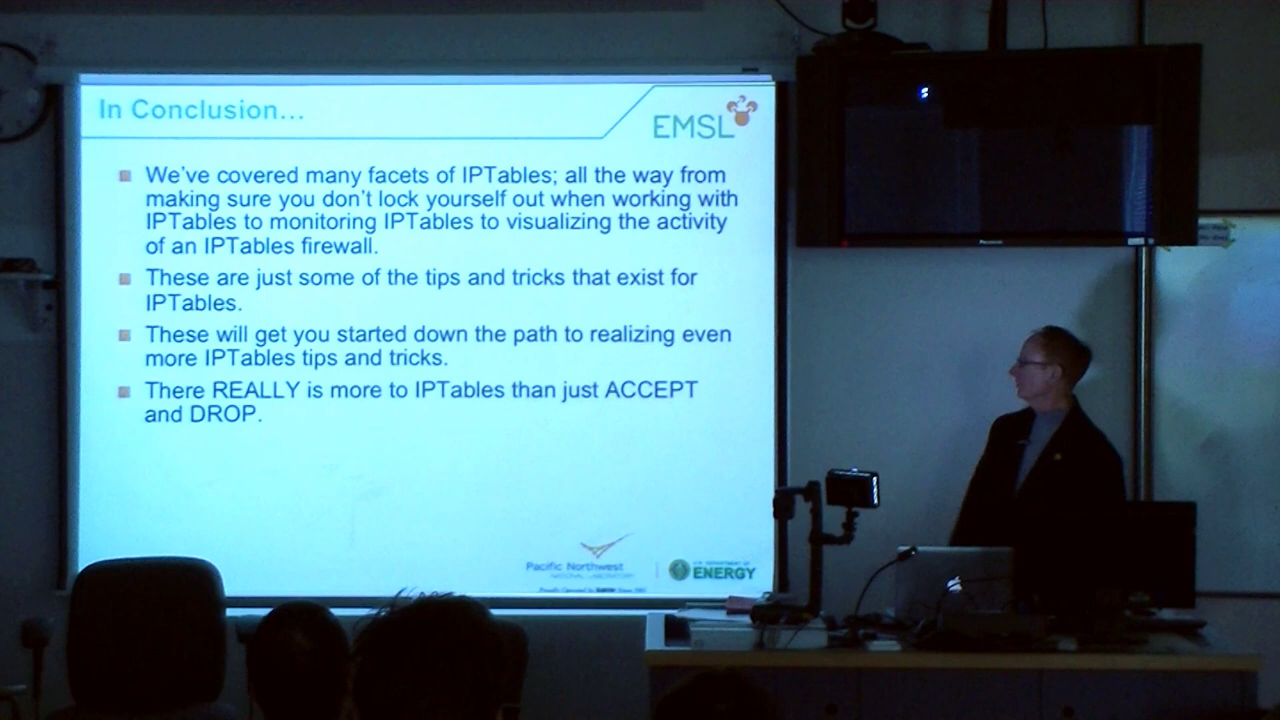 In Conclusion...
EMSL
We've covered many facets of IPTables; all the way from
making sure you don't lock yourself out when working with
IPTables to monitoring IPTables to visualizing the activity
of an IPTables firewall.
These are just some of the tips and tricks that exist for
IPTables.
These will get you started down the path to realizing even
more IPTables tips and tricks.
There REALLY is more to IPTables than just ACCEPT
and DROP.
Pacific Northwest
NATIONAL LABORATORY
U.S. DEPARTMENT OF
ENERGY